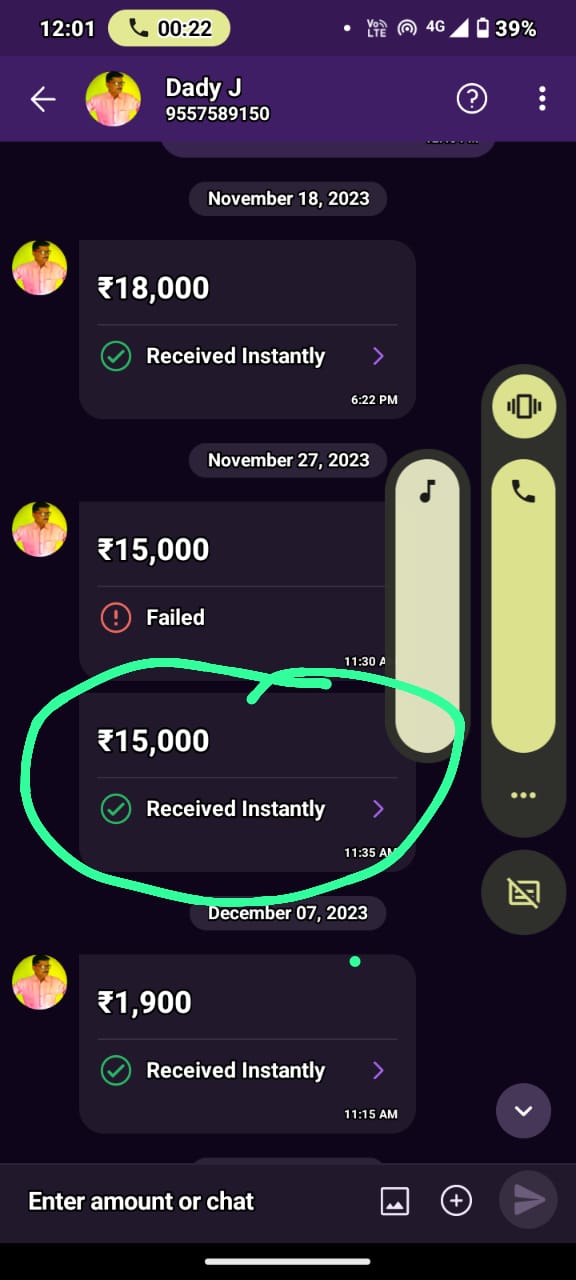 12:01 00:22 Vo LTE 4G 39%
Dady J
9557589150
November 18, 2023
₹18,000
Received Instantly
6:22 PM
November 27, 2023
₹15,000
Failed
11:30 A
₹15,000
Received Instantly
11:35 AM
December 07, 2023
₹1,900
Received Instantly
11:15 AM
Enter amount or chat